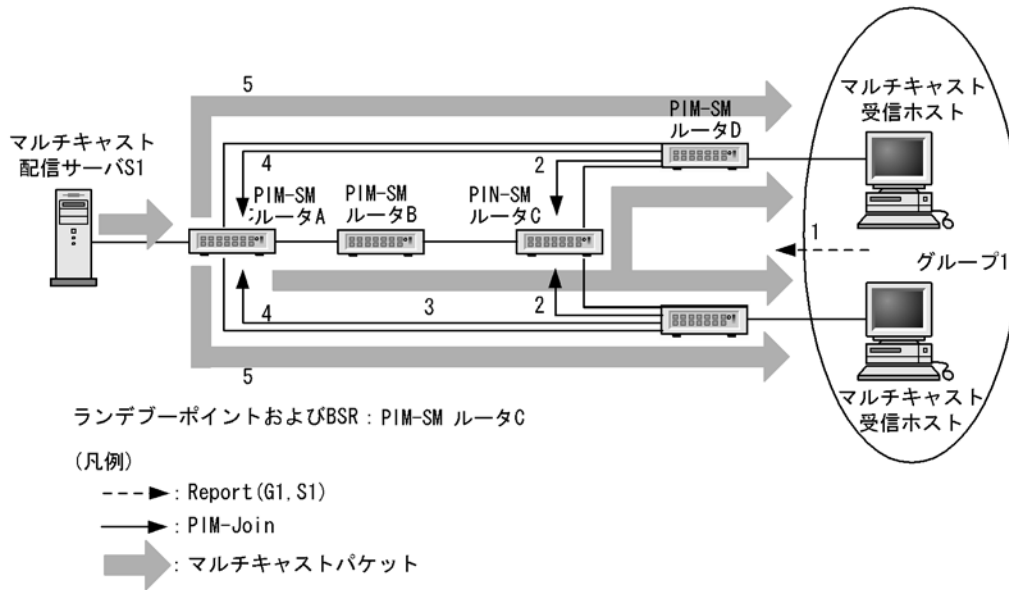 5
マルチキャスト
受信ホスト
PIM-SM
ルータD
マルチキャスト
配信サーバS1
4
2
PIM-SM
ルータA
PIM-SM
ルータB
PIN-SM
ルータC
1
グループ1
4
3
2
5
マルチキャスト
受信ホスト
ランデブーポイントおよびBSR：PIM-SM ルータC
(凡例)
：Report(G1,S1)
：PIM-Join
：マルチキャストパケット